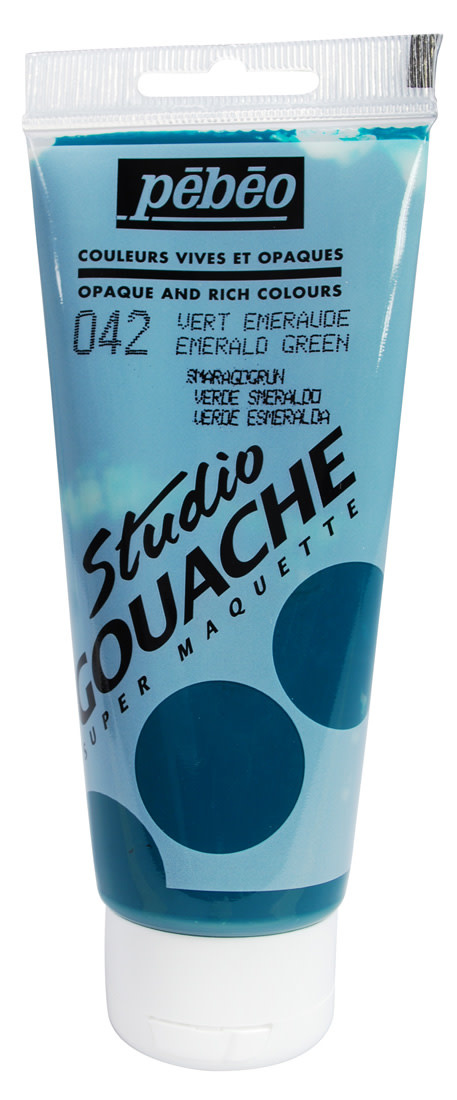 pēbēo
COULEURS VIVES ET OPAQUES
OPAQUE AND RICH COLOURS
042 VERT EMERAUDE
EMERALD GREEN
SMARAGDGRUN
VERDE SMERALDO
VERDE ESMERALDA
Studio
GOUACHE
SUPER MAQUETTE